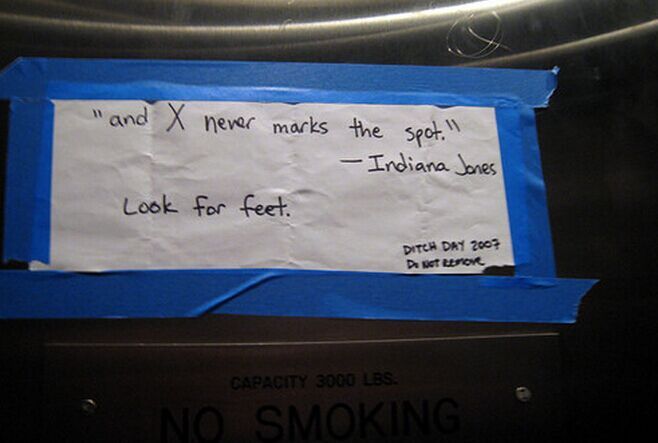 "and X never marks the spot."
— Indiana Jones
Look for feet.
DITCH DAY 2007
Do NOT REMOVE
CAPACITY 3000 LBS.
NO SMOKING